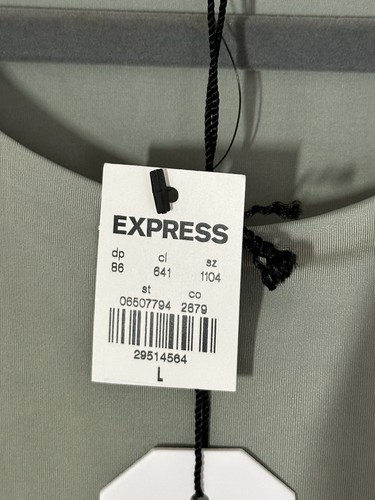 EXPRESS
dp cl sz
86 641 1104
st co
06507794 2679
29514564
L